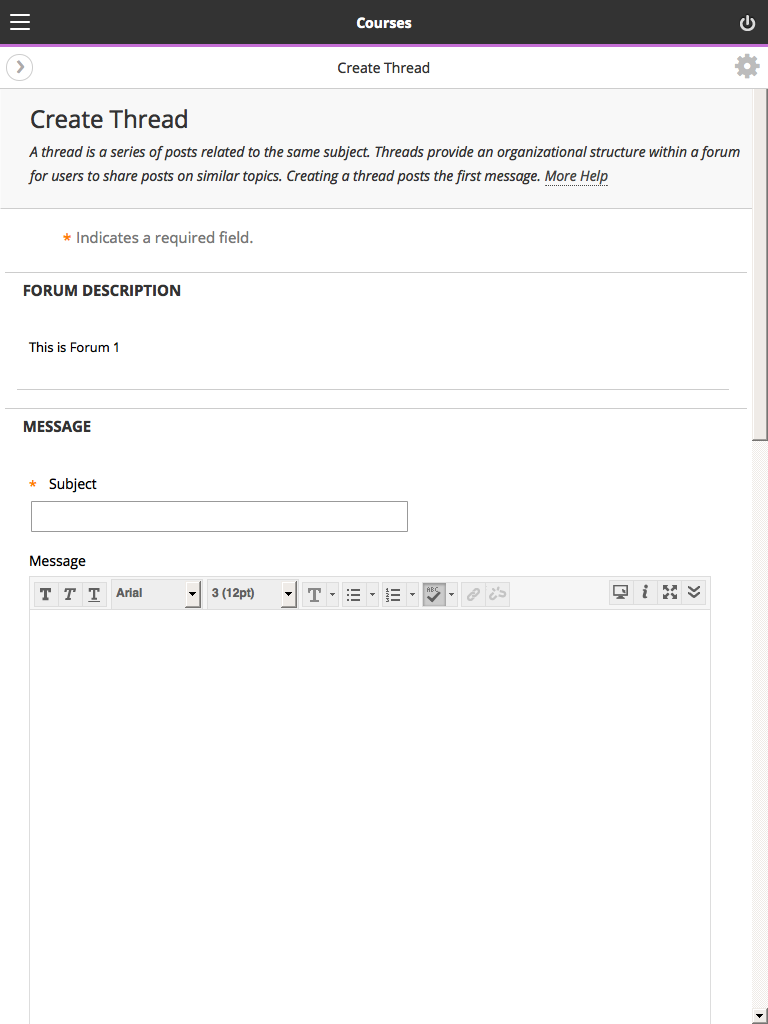 Courses
Create Thread
Create Thread
A thread is a series of posts related to the same subject. Threads provide an organizational structure within a forum
for users to share posts on similar topics. Creating a thread posts the first message. More Help
* Indicates a required field.
FORUM DESCRIPTION
This is Forum 1
MESSAGE
* Subject
Message
T T T Arial 3 (12pt) T ABC i